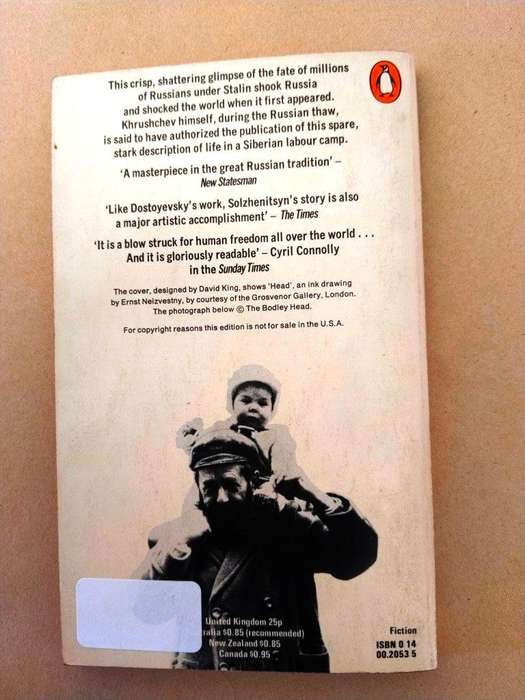 This crisp, shattering glimpse of the fate of millions
of Russians under Stalin shook Russia
and shocked the world when it first appeared.
Khrushchev himself, during the Russian thaw,
is said to have authorized the publication of this spare,
stark description of life in a Siberian labour camp.
‘A masterpiece in the great Russian tradition’ –
New Statesman
‘Like Dostoyevsky's work, Solzhenitsyn's story is also
a major artistic accomplishment’ – The Times
‘It is a blow struck for human freedom all over the world . . .
And it is gloriously readable’ – Cyril Connolly
in the Sunday Times
The cover, designed by David King, shows 'Head', an ink drawing
by Ernst Neizvestny, by courtesy of the Grosvenor Gallery, London.
The photograph below © The Bodley Head.
For copyright reasons this edition is not for sale in the U.S.A.
United Kingdom 25p
ralia $0.85 (recommended)
New Zealand $0.85
Canada $0.95
Fiction
ISBN 0 14
00.2053 5